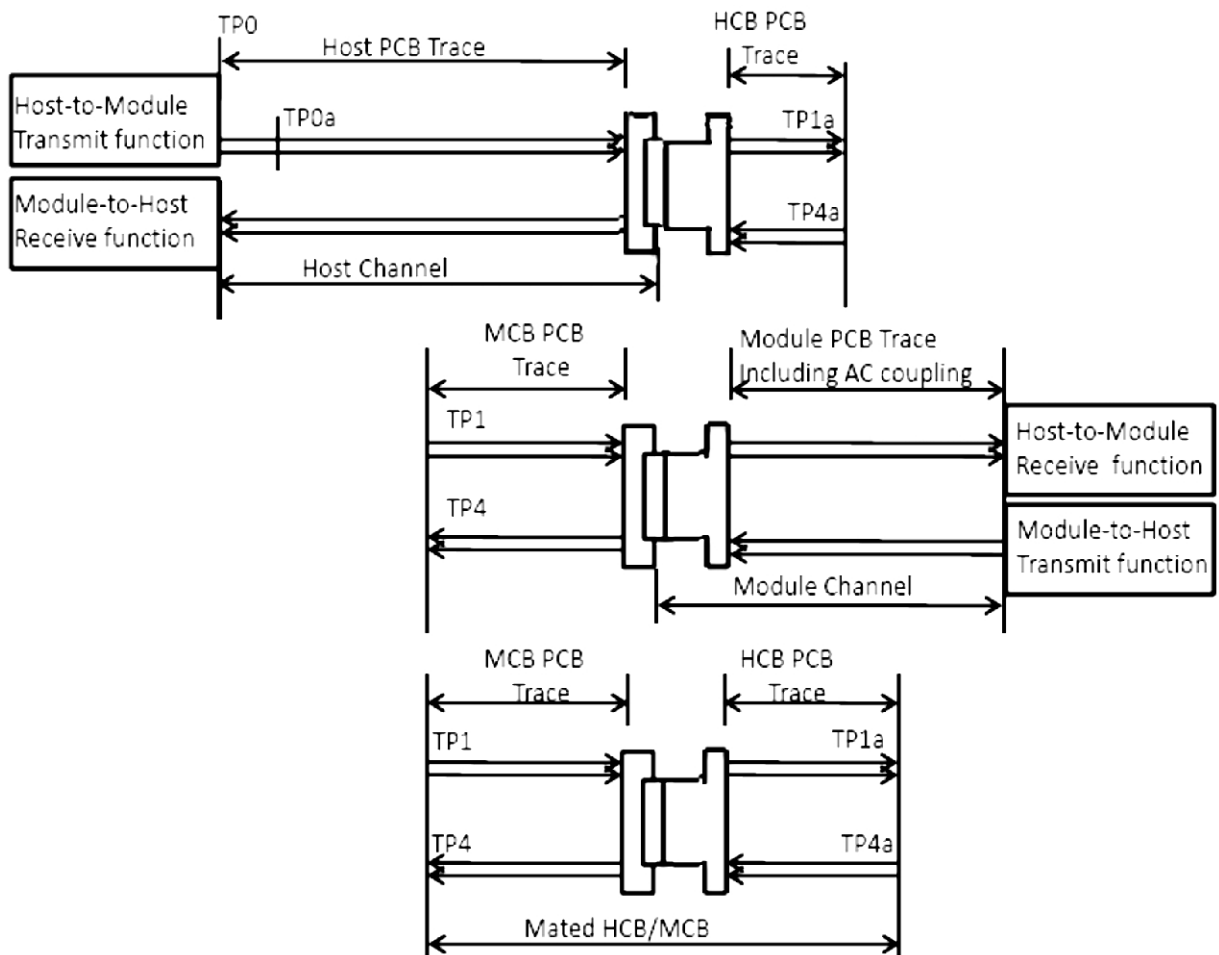 TP0
Host PCB Trace
HCB PCB
Trace
Host-to-Module
Transmit function
TP0a
TP1a
Module-to-Host
Receive function
TP4a
Host Channel
MCB PCB
Trace
Module PCB Trace
Including AC coupling
TP1
Host-to-Module
Receive function
TP4
Module-to-Host
Transmit function
Module Channel
MCB PCB
Trace
HCB PCB
Trace
TP1
TP1a
TP4
TP4a
Mated HCB/MCB